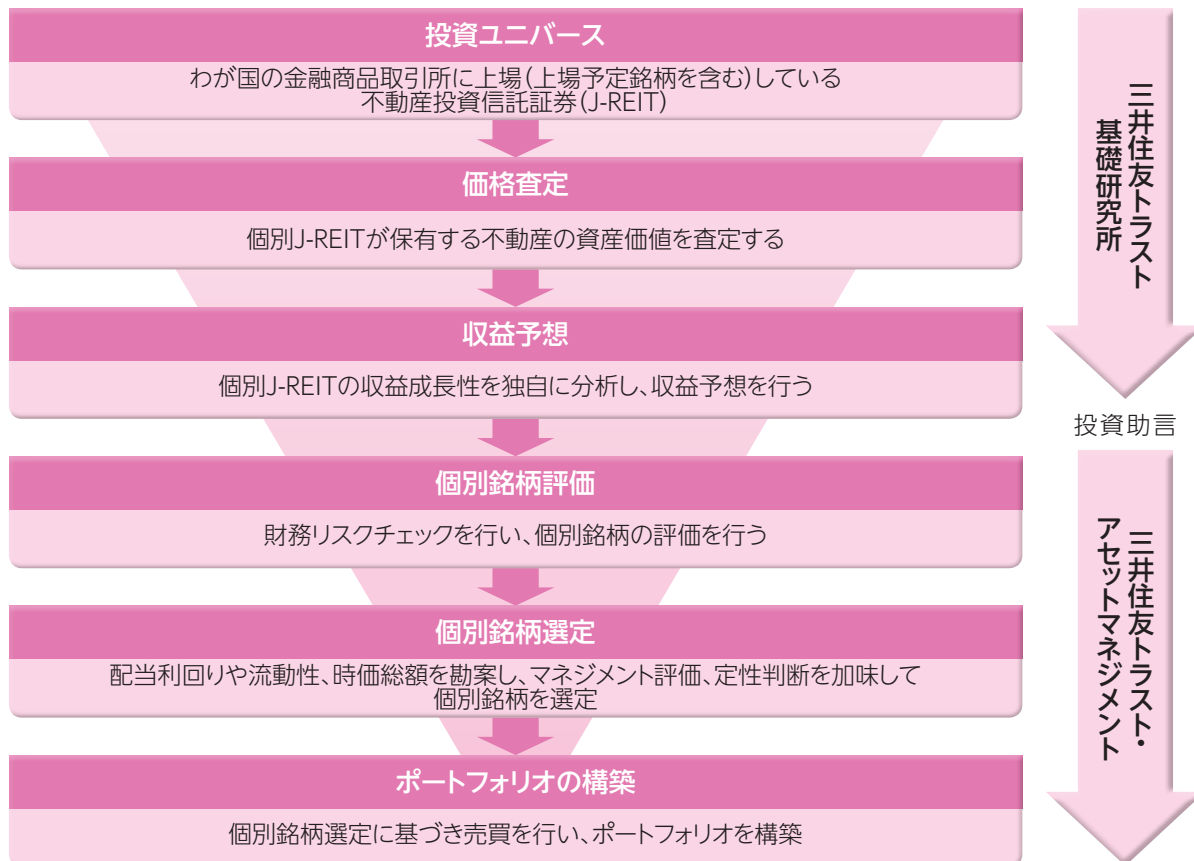 投資ユニバース
わが国の金融商品取引所に上場(上場予定銘柄を含む)している
不動産投資信託証券(J-REIT)
価格査定
個別J-REITが保有する不動産の資産価値を査定する
収益予想
個別J-REITの収益成長性を独自に分析し、収益予想を行う
個別銘柄評価
財務リスクチェックを行い、個別銘柄の評価を行う
個別銘柄選定
配当利回りや流動性、時価総額を勘案し、マネジメント評価、定性判断を加味して
個別銘柄を選定
ポートフォリオの構築
個別銘柄選定に基づき売買を行い、ポートフォリオを構築
三井住友トラスト
基礎研究所
投資助言
三井住友トラスト・
アセットマネジメント